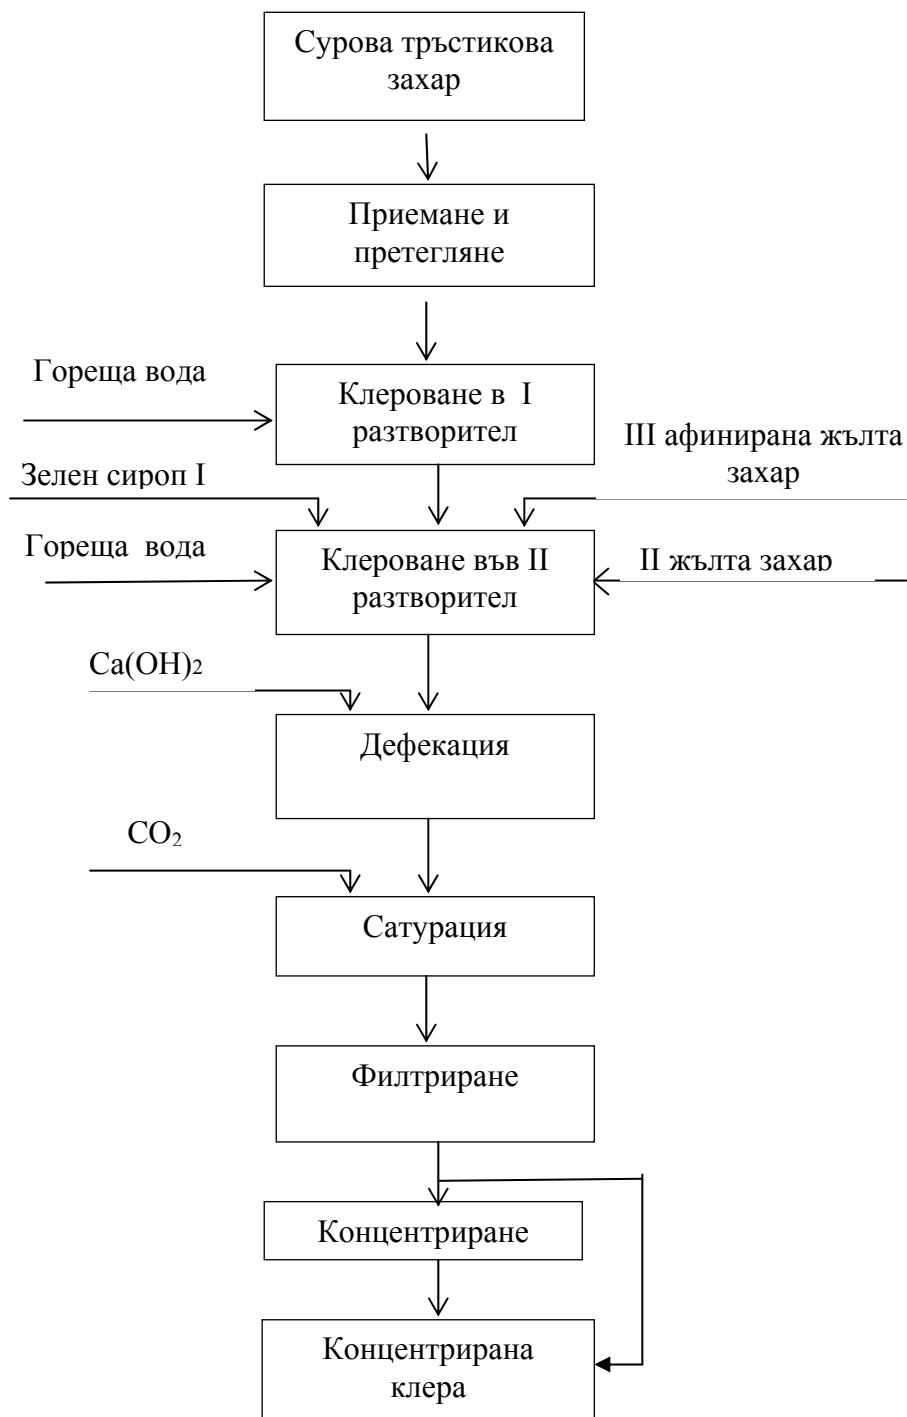 Сурова тръстикова
захар
Приемане и
претегляне
Гореща вода
Клероване в I
разтворител
III афинирана жълта
захар
Зелен сироп I
Гореща вода
Клероване във II
разтворител
II жълта захар
Ca(OH)2
Дефекация
CO2
Сатурация
Филтриране
Концентриране
Концентрирана
клера